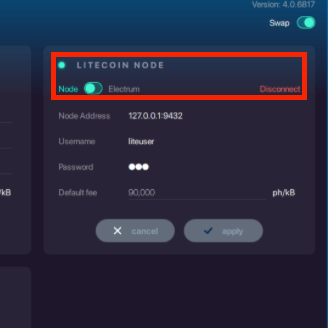 Version: 4.0.6817
Swap
LITECOIN NODE
Node Electrum Disconnect
Node Address 127.0.0.1:9432
Username liteuser
Password ●●●
/kB Default fee 90,000 ph/kB
cancel apply